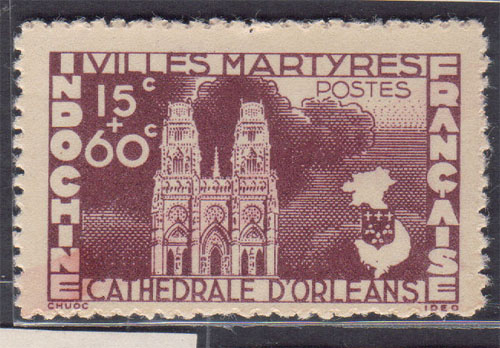 VILLES MARTYRES
INDOCHINE
FRANÇAISE
15c
+
60c
POSTES
CATHEDRALE D'ORLEANS
CHUOC
IDEO